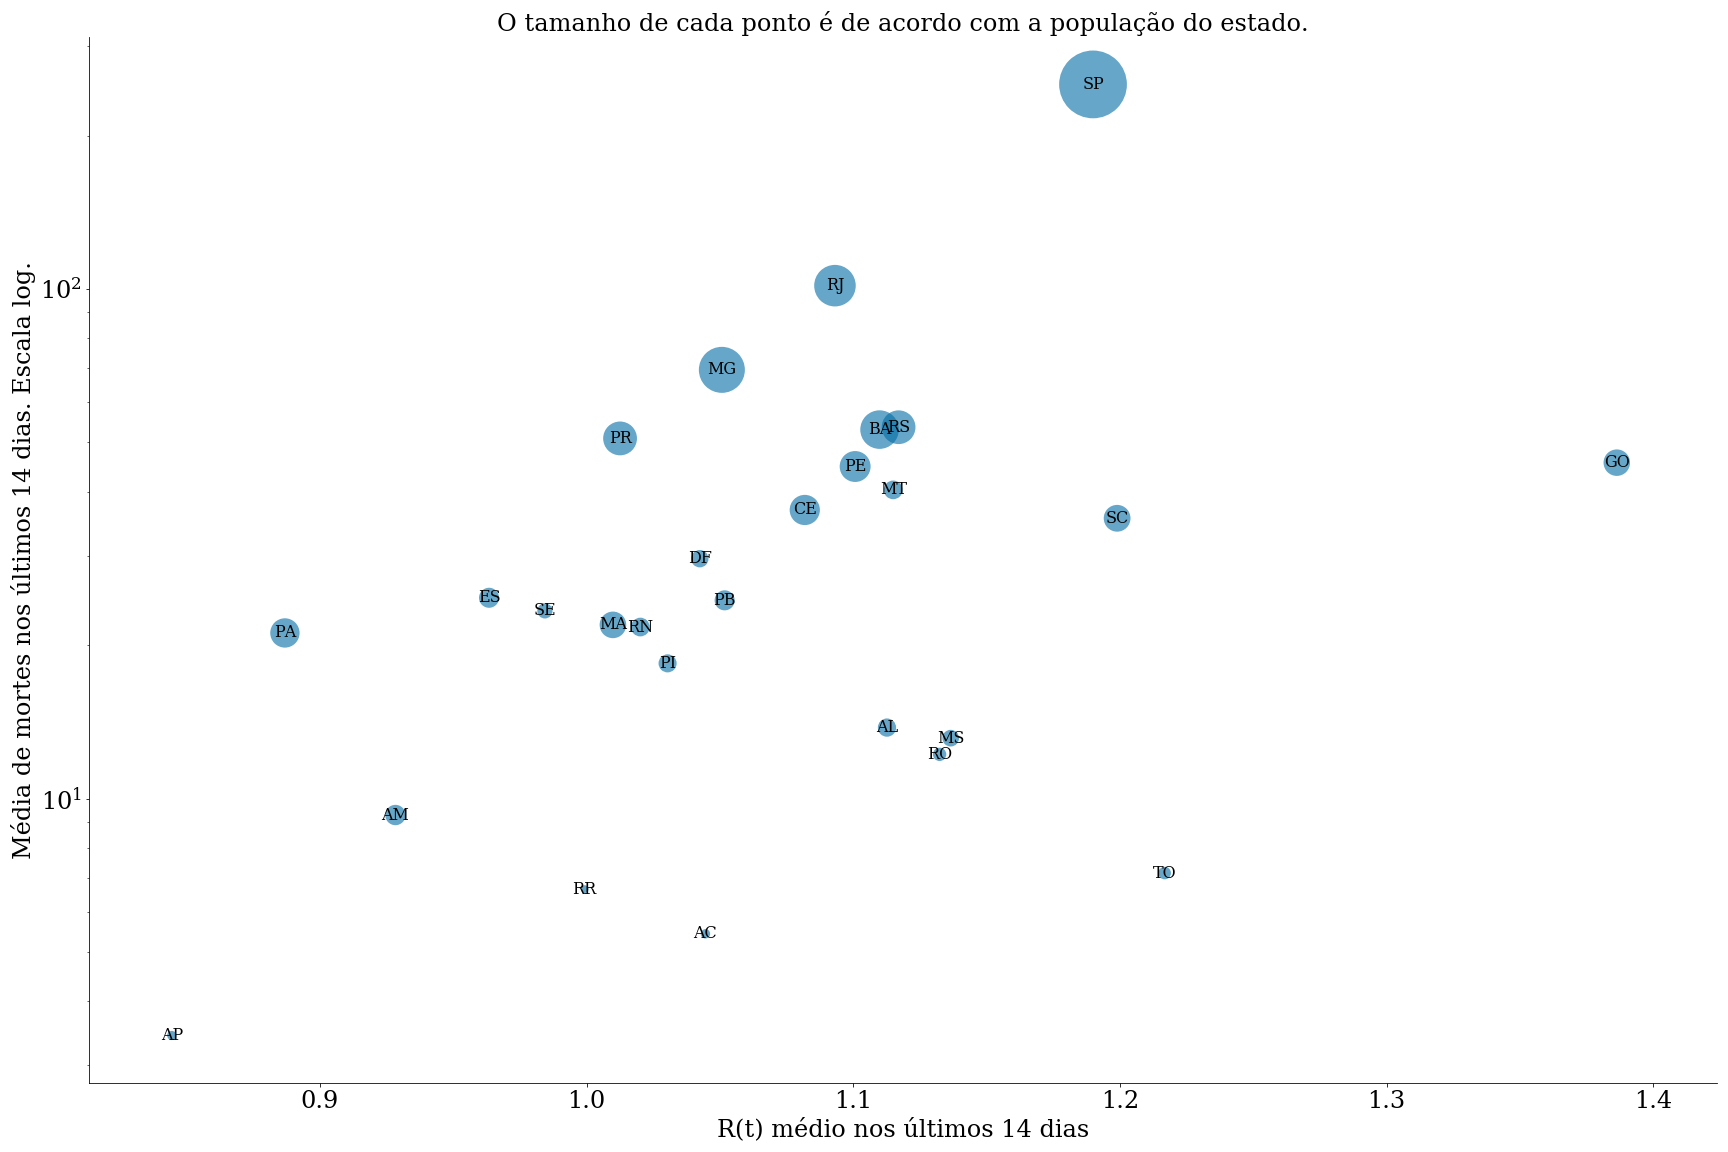 O tamanho de cada ponto é de acordo com a população do estado.
SP
10²
RJ
MG
PR
BA
RS
PE
GO
MT
CE
SC
DF
ES
PB
SE
MA
RN
PA
PI
AL
MS
RO
10¹
AM
TO
RR
AC
AP
Média de mortes nos últimos 14 dias. Escala log.
0.9 1.0 1.1 1.2 1.3 1.4
R(t) médio nos últimos 14 dias